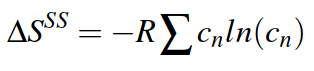 ΔS^{SS} = −R∑c_n ln(c_n)